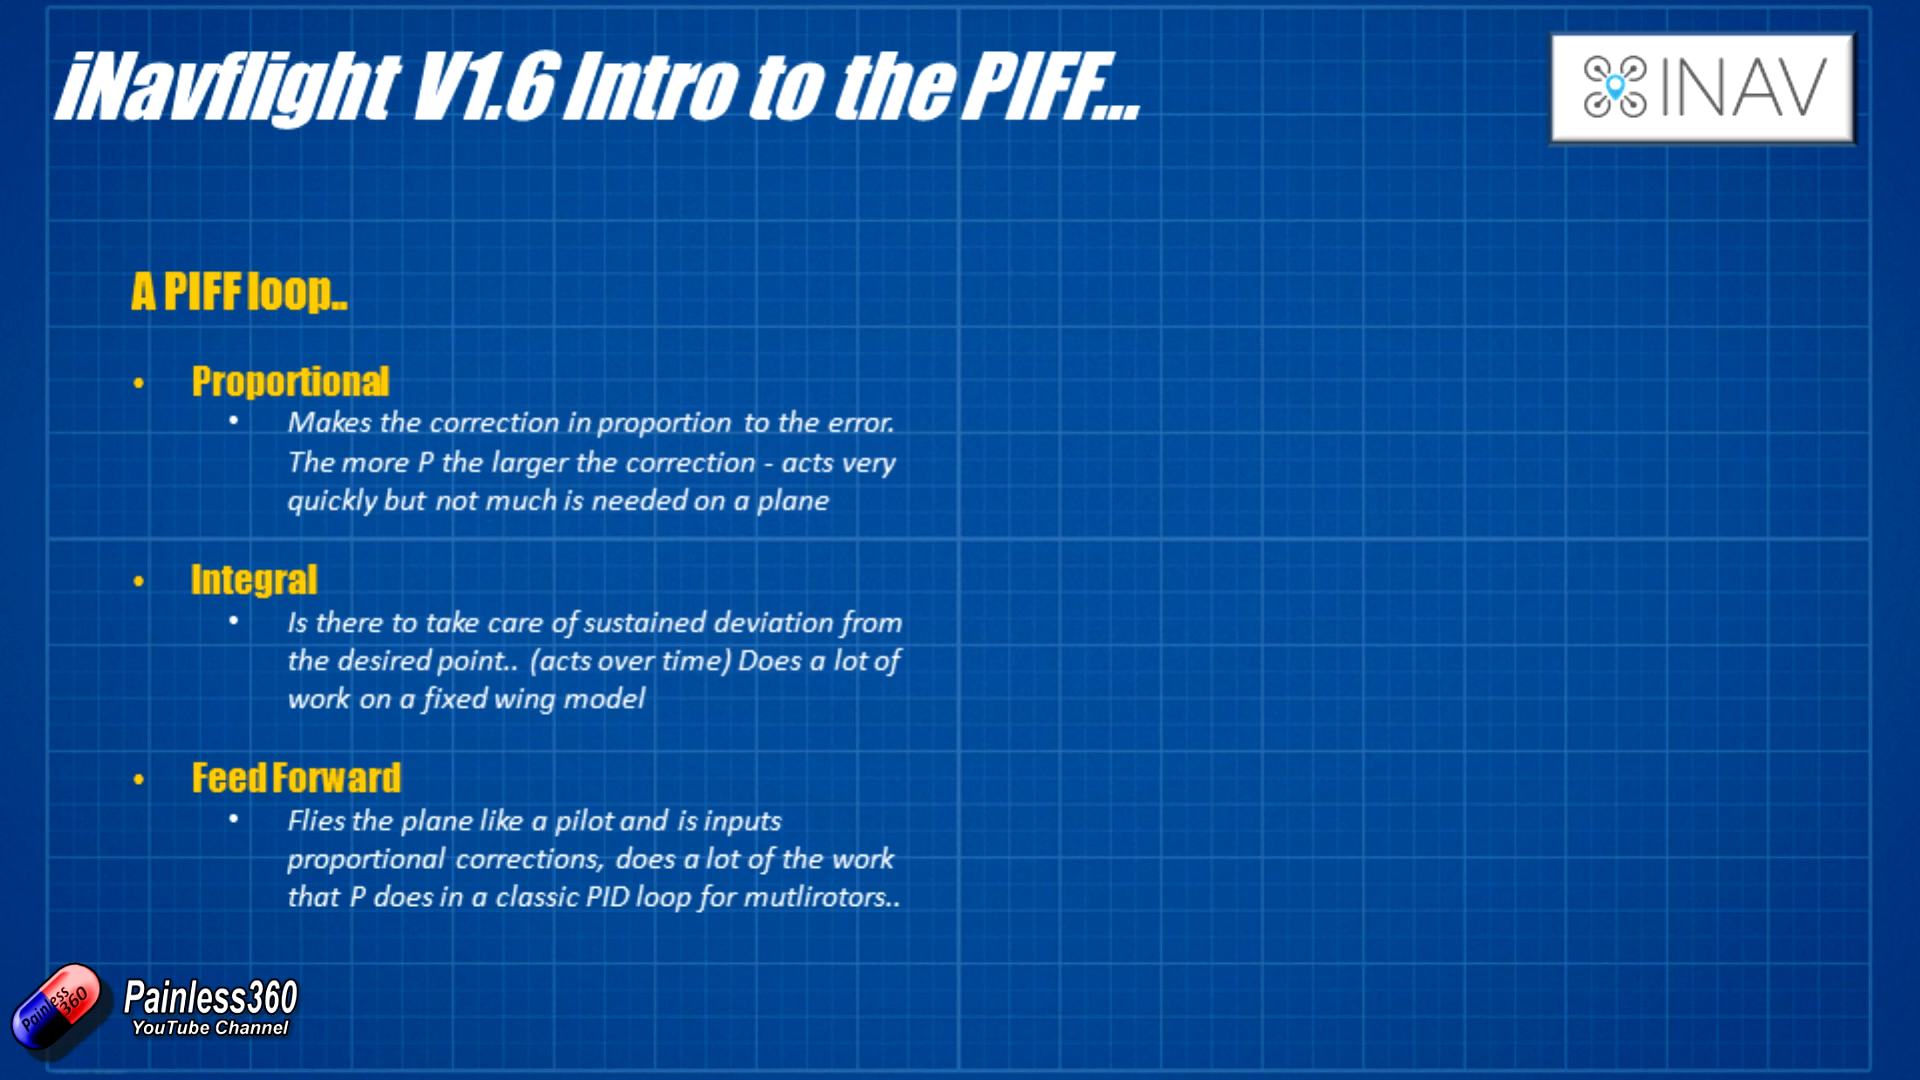 iNavflight V1.6 Intro to the PIFF...
INAV
A PIFF loop..
• Proportional
• Makes the correction in proportion to the error.
The more P the larger the correction - acts very
quickly but not much is needed on a plane
• Integral
• Is there to take care of sustained deviation from
the desired point.. (acts over time) Does a lot of
work on a fixed wing model
• Feed Forward
• Flies the plane like a pilot and is inputs
proportional corrections, does a lot of the work
that P does in a classic PID loop for mutlirotors..
Painless
360
Painless360
YouTube Channel